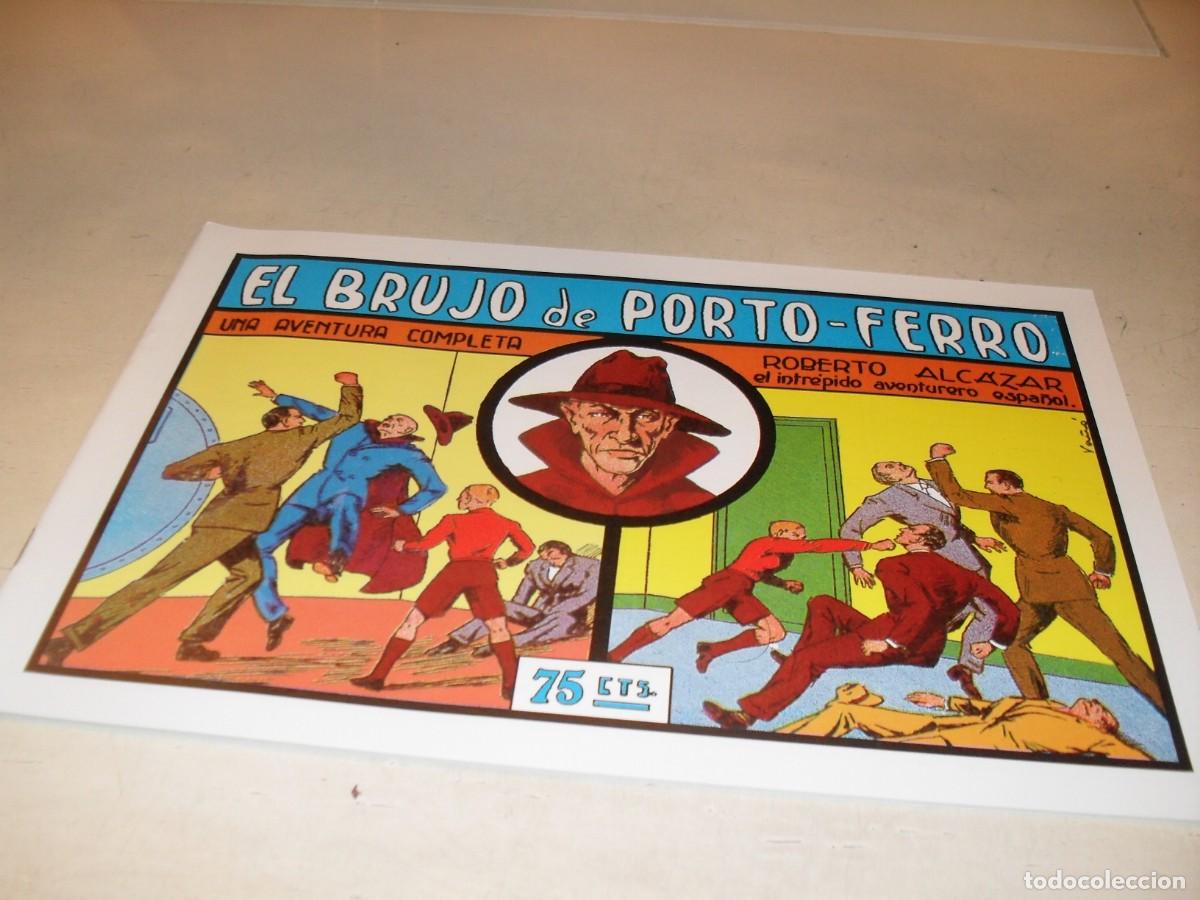 EL BRUJO de PORTO-FERRO
UNA AVENTURA COMPLETA
ROBERTO ALCÁZAR
el intrépido aventurero español.
75 CTS.
todocoleccion